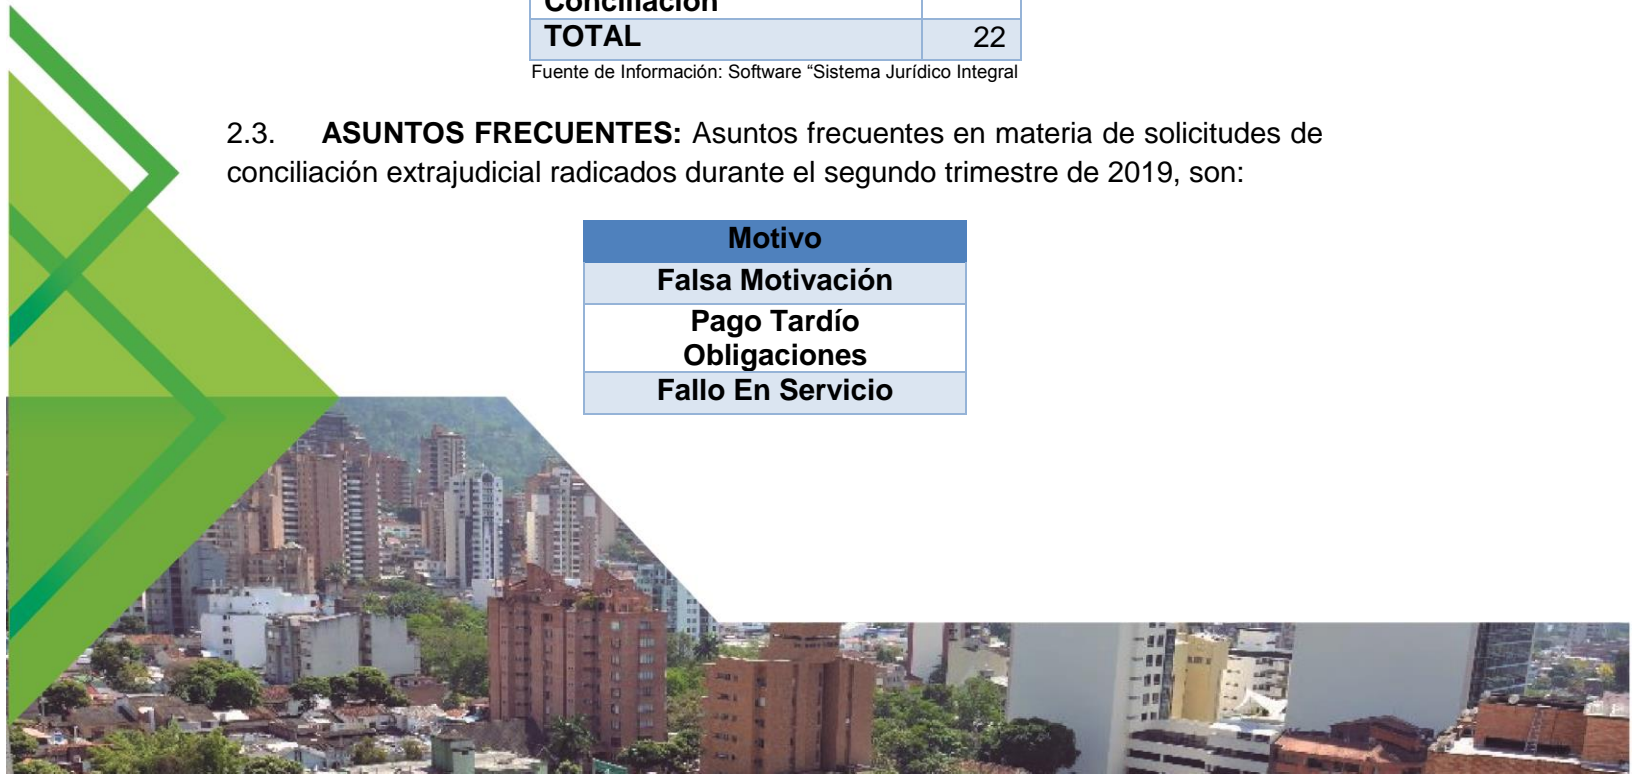 Conciliación
TOTAL 22
Fuente de Información: Software “Sistema Jurídico Integral
2.3. ASUNTOS FRECUENTES: Asuntos frecuentes en materia de solicitudes de
conciliación extrajudicial radicados durante el segundo trimestre de 2019, son:
Motivo
Falsa Motivación
Pago Tardío
Obligaciones
Fallo En Servicio